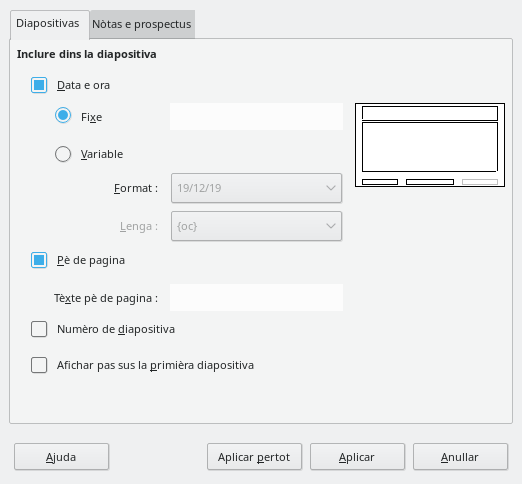 Diapositivas Nòtas e prospectus
Inclure dins la diapositiva
Data e ora
Fixe
Variable
Format : 19/12/19
Lenga : {oc}
Pè de pagina
Tèxte pè de pagina :
Numèro de diapositiva
Afichar pas sus la primièra diapositiva
Ajuda Aplicar pertot Aplicar Anullar